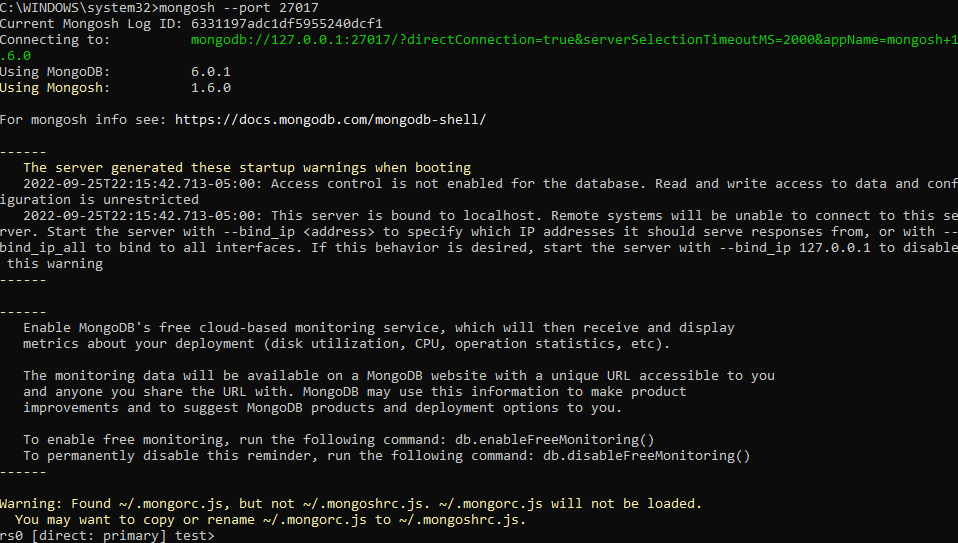 C:\WINDOWS\system32>mongosh --port 27017
Current Mongosh Log ID: 6331197adc1df5955240dcf1
Connecting to:          mongodb://127.0.0.1:27017/?directConnection=true&serverSelectionTimeoutMS=2000&appName=mongosh+1
.6.0
Using MongoDB:          6.0.1
Using Mongosh:          1.6.0
For mongosh info see: https://docs.mongodb.com/mongodb-shell/
------
   The server generated these startup warnings when booting
   2022-09-25T22:15:42.713-05:00: Access control is not enabled for the database. Read and write access to data and conf
iguration is unrestricted
   2022-09-25T22:15:42.713-05:00: This server is bound to localhost. Remote systems will be unable to connect to this se
rver. Start the server with --bind_ip <address> to specify which IP addresses it should serve responses from, or with --
bind_ip_all to bind to all interfaces. If this behavior is desired, start the server with --bind_ip 127.0.0.1 to disable
 this warning
------
------
   Enable MongoDB's free cloud-based monitoring service, which will then receive and display
   metrics about your deployment (disk utilization, CPU, operation statistics, etc).
   The monitoring data will be available on a MongoDB website with a unique URL accessible to you
   and anyone you share the URL with. MongoDB may use this information to make product
   improvements and to suggest MongoDB products and deployment options to you.
   To enable free monitoring, run the following command: db.enableFreeMonitoring()
   To permanently disable this reminder, run the following command: db.disableFreeMonitoring()
------
Warning: Found ~/.mongorc.js, but not ~/.mongoshrc.js. ~/.mongorc.js will not be loaded.
  You may want to copy or rename ~/.mongorc.js to ~/.mongoshrc.js.
rs0 [direct: primary] test>